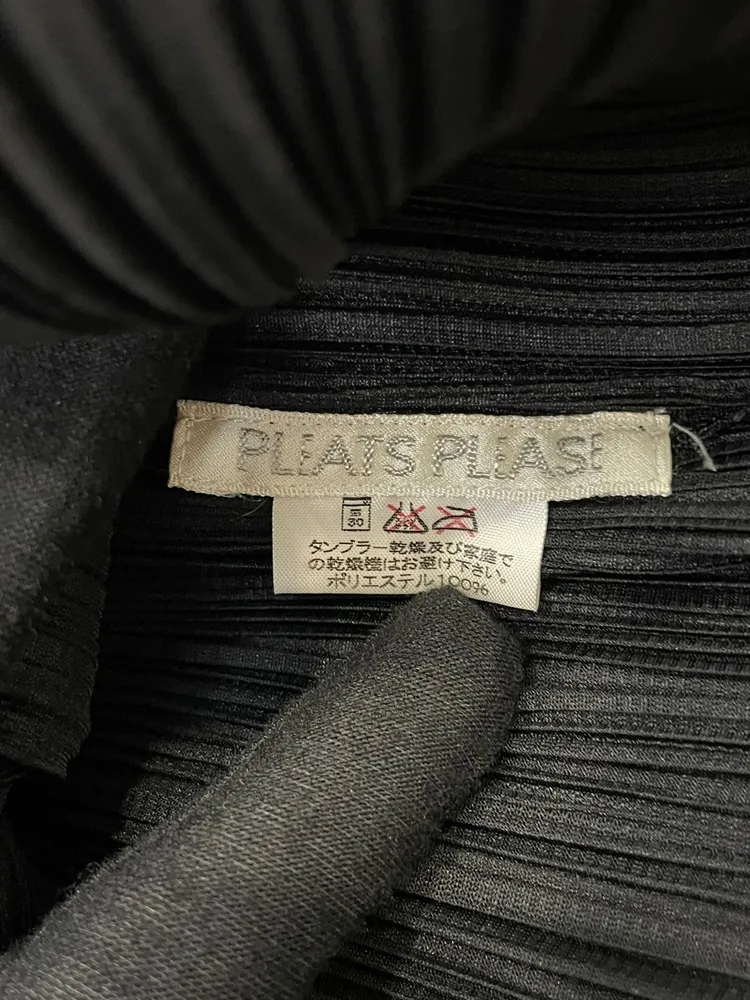 PLEATS PLEASE
30
タンブラー乾燥及び家庭で
の乾燥機はお避け下さい。
ポリエステル100%